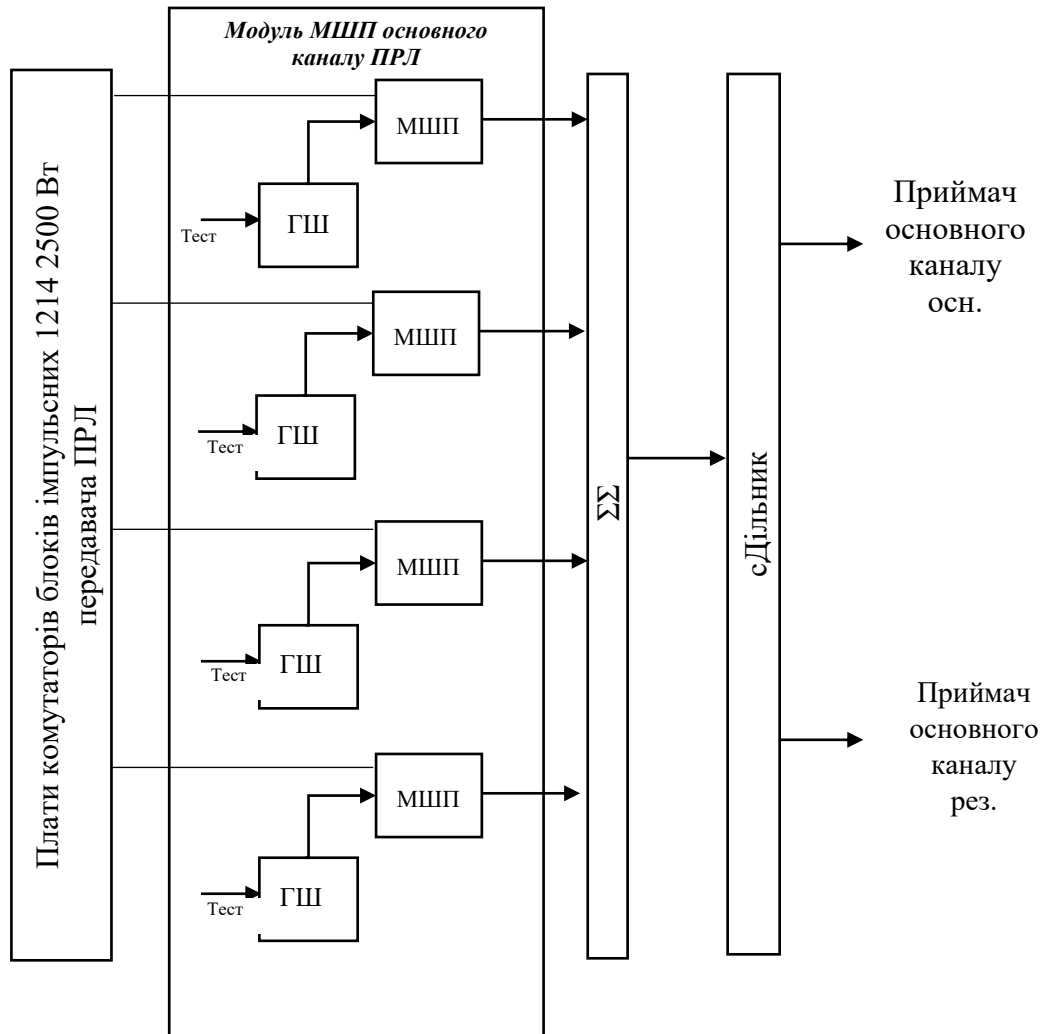 Модуль МШП основного
каналу ПРЛ
Плати комутаторів блоків імпульсних 1214 2500 Вт
передавача ПРЛ
МШП
ГШ
Тест
МШП
ГШ
Тест
МШП
ГШ
Тест
МШП
ГШ
Тест
ΣΣ
сДільник
Приймач
основного
каналу
осн.
Приймач
основного
каналу
рез.